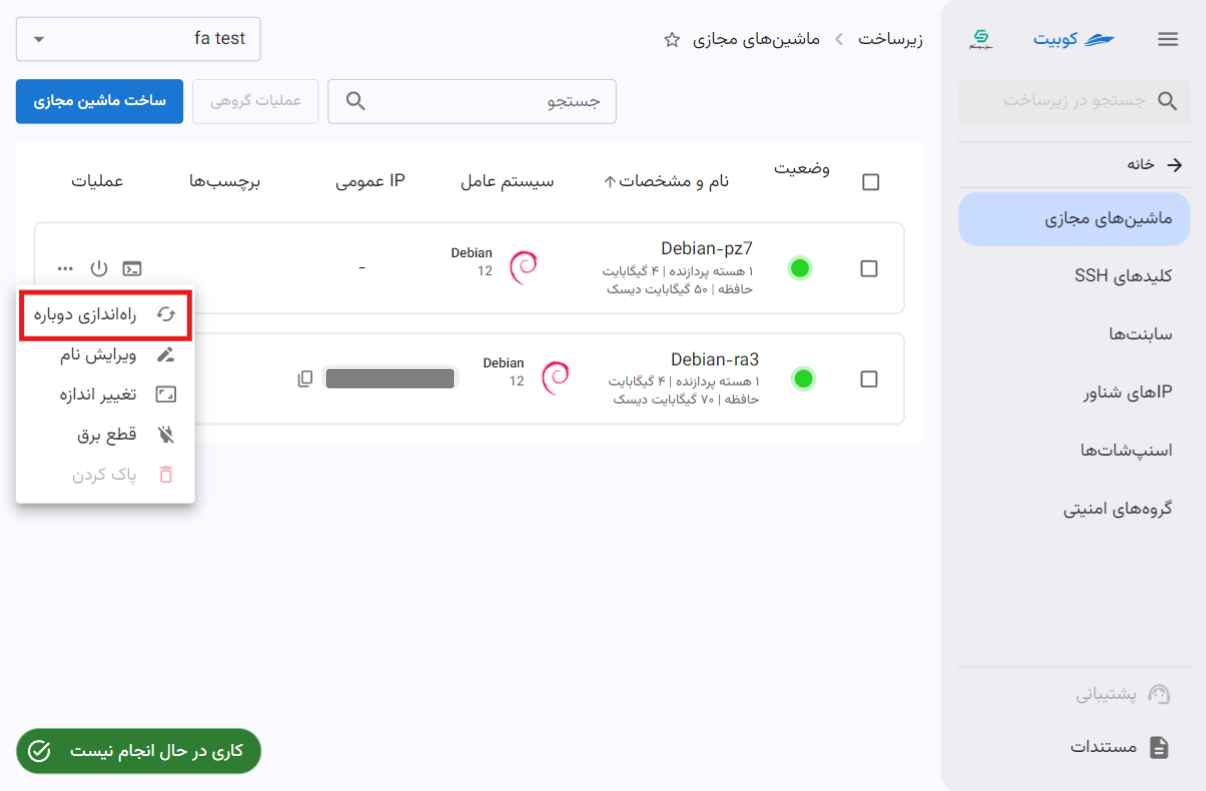 کوبیت
جستجو در زیرساخت
خانه
ماشین‌های مجازی
کلیدهای SSH
سابنت‌ها
IPهای شناور
اسنپ‌شات‌ها
گروه‌های امنیتی
پشتیبانی
مستندات
زیرساخت
ماشین‌های مجازی
fa test
جستجو
عملیات گروهی
ساخت ماشین مجازی
وضعیت
نام و مشخصات
سیستم عامل
IP عمومی
برچسب‌ها
عملیات
Debian-pz7
۱ هسته پردازنده | ۴ گیگابایت
حافظه | ۵۰ گیگابایت دیسک
Debian
12
-
Debian-ra3
۱ هسته پردازنده | ۴ گیگابایت
حافظه | ۷۰ گیگابایت دیسک
Debian
12
راه‌اندازی دوباره
ویرایش نام
تغییر اندازه
قطع برق
پاک کردن
کاری در حال انجام نیست